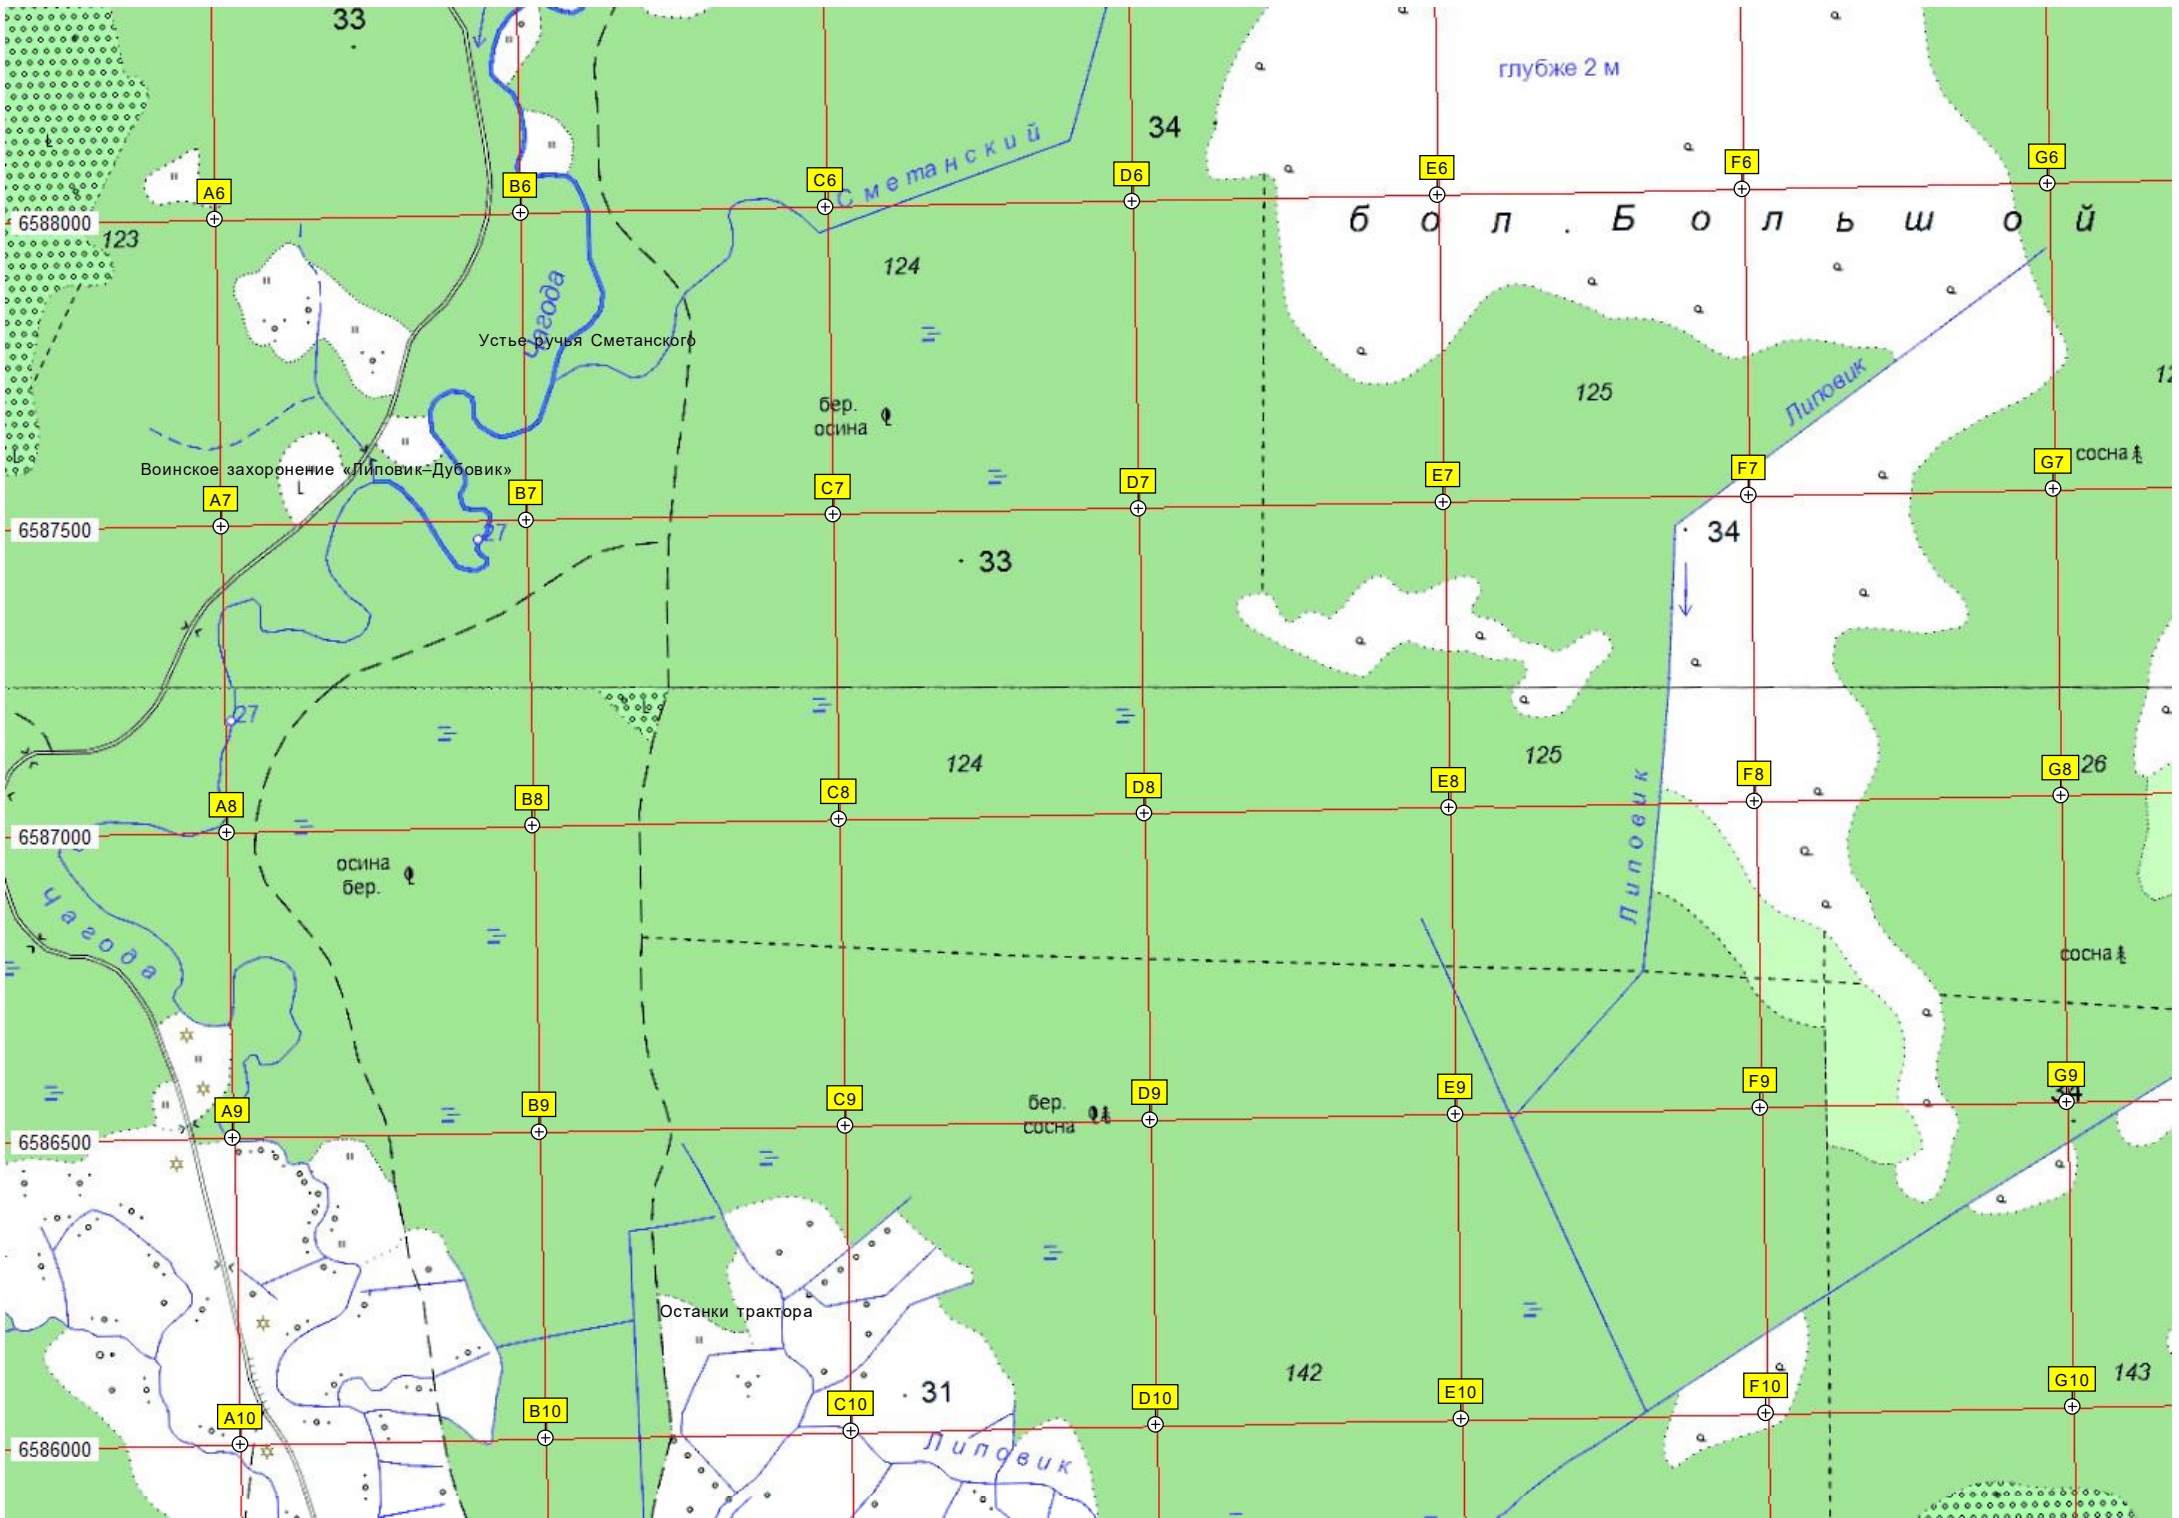 33
глубже 2 м
34
Сметанский
A6
B6
C6
D6
E6
F6
G6
6588000
123
бол. Большой
124
Чагода
Устье ручья Сметанского
125
Липовик
бер.
осина
сосна
Воинское захоронение «Липовик–Дубовик»
A7
B7
C7
D7
E7
F7
G7
6587500
27
33
34
27
124
125
26
A8
B8
C8
D8
E8
F8
G8
6587000
осина
бер.
Липовик
Чагода
сосна
A9
B9
C9
D9
E9
F9
G9
34
бер.
сосна
6586500
Останки трактора
31
142
143
A10
B10
C10
D10
E10
F10
G10
6586000
Липовик